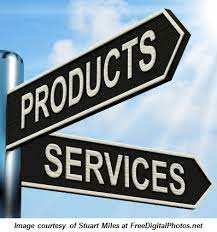 PRODUCTS
SERVICES
Image courtesy of Stuart Miles at FreeDigitalPhotos.net